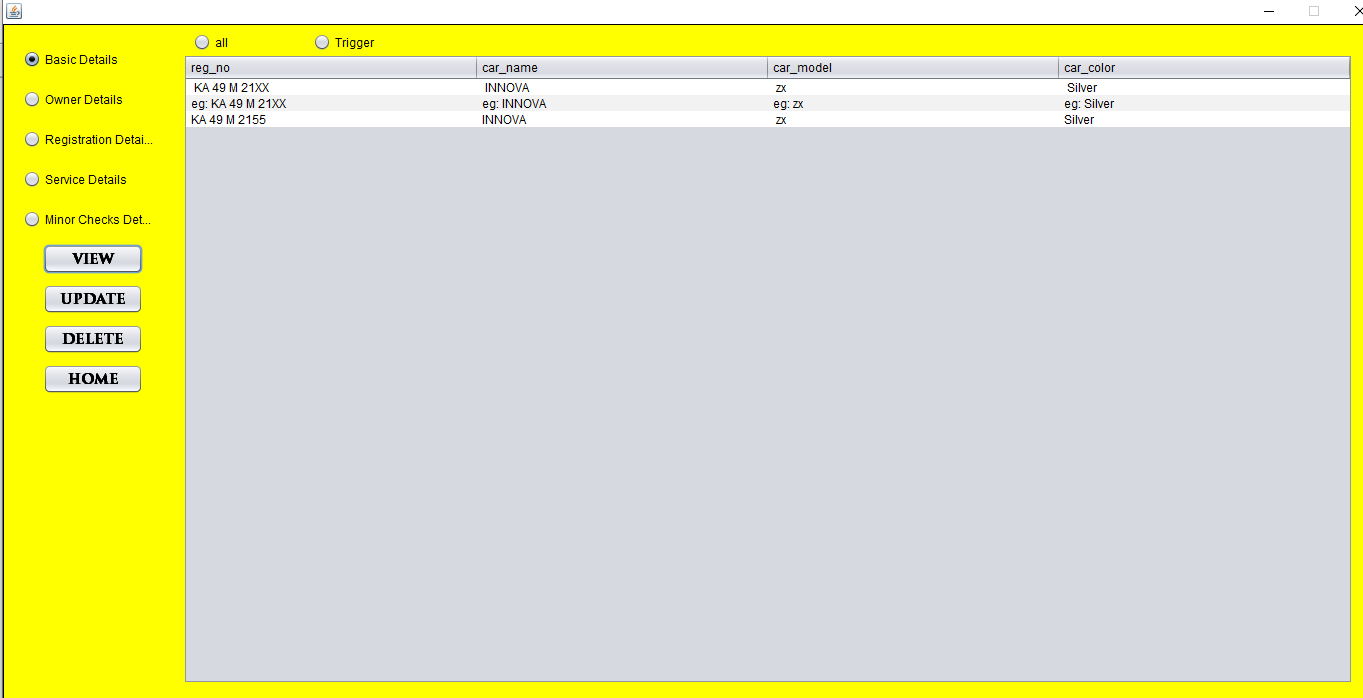 all Trigger
Basic Details
Owner Details
Registration Detai...
Service Details
Minor Checks Det...
VIEW
UPDATE
DELETE
HOME
reg_no car_name car_model car_color
KA 49 M 21XX INNOVA zx Silver
eg: KA 49 M 21XX eg: INNOVA eg: zx eg: Silver
KA 49 M 2155 INNOVA zx Silver